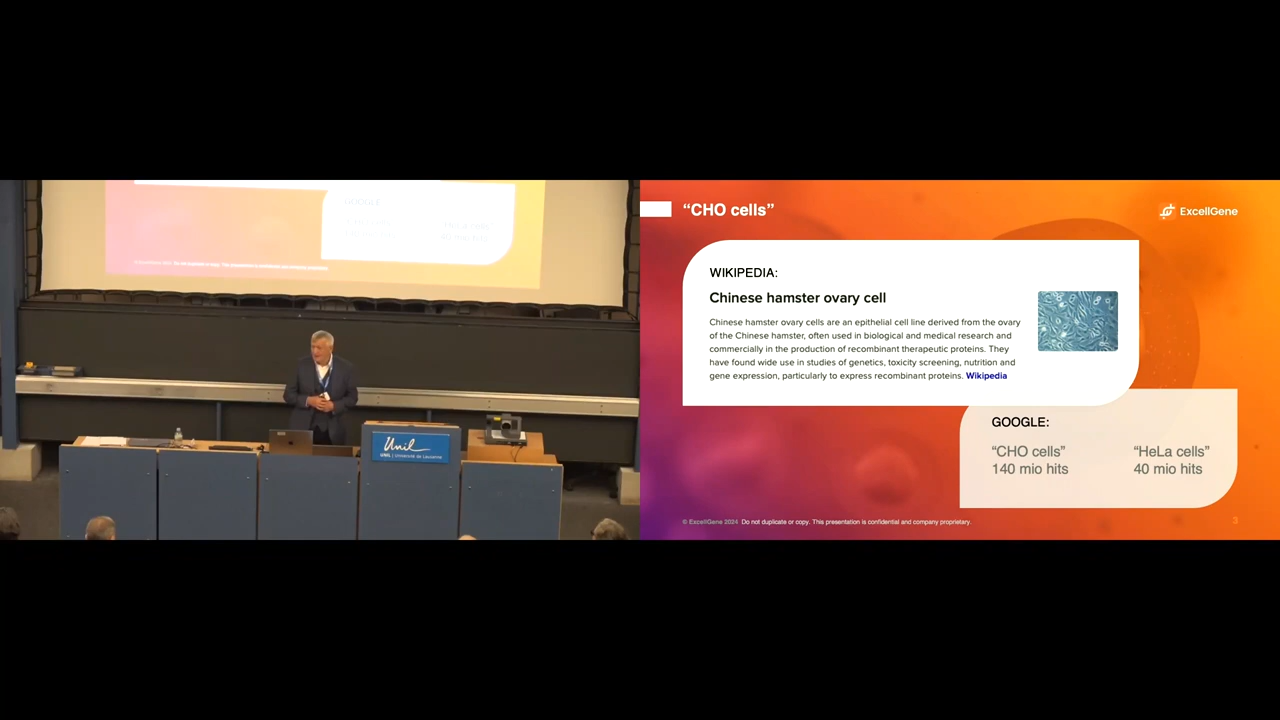 GOOGLE
Unil
UNIL | Université de Lausanne
“CHO cells”
ExcellGene
WIKIPEDIA:
Chinese hamster ovary cell
Chinese hamster ovary cells are an epithelial cell line derived from the ovary
of the Chinese hamster, often used in biological and medical research and
commercially in the production of recombinant therapeutic proteins. They
have found wide use in studies of genetics, toxicity screening, nutrition and
gene expression, particularly to express recombinant proteins. Wikipedia
GOOGLE:
“CHO cells” “HeLa cells”
140 mio hits 40 mio hits
© ExcellGene 2024 Do not duplicate or copy. This presentation is confidential and company proprietary.
3